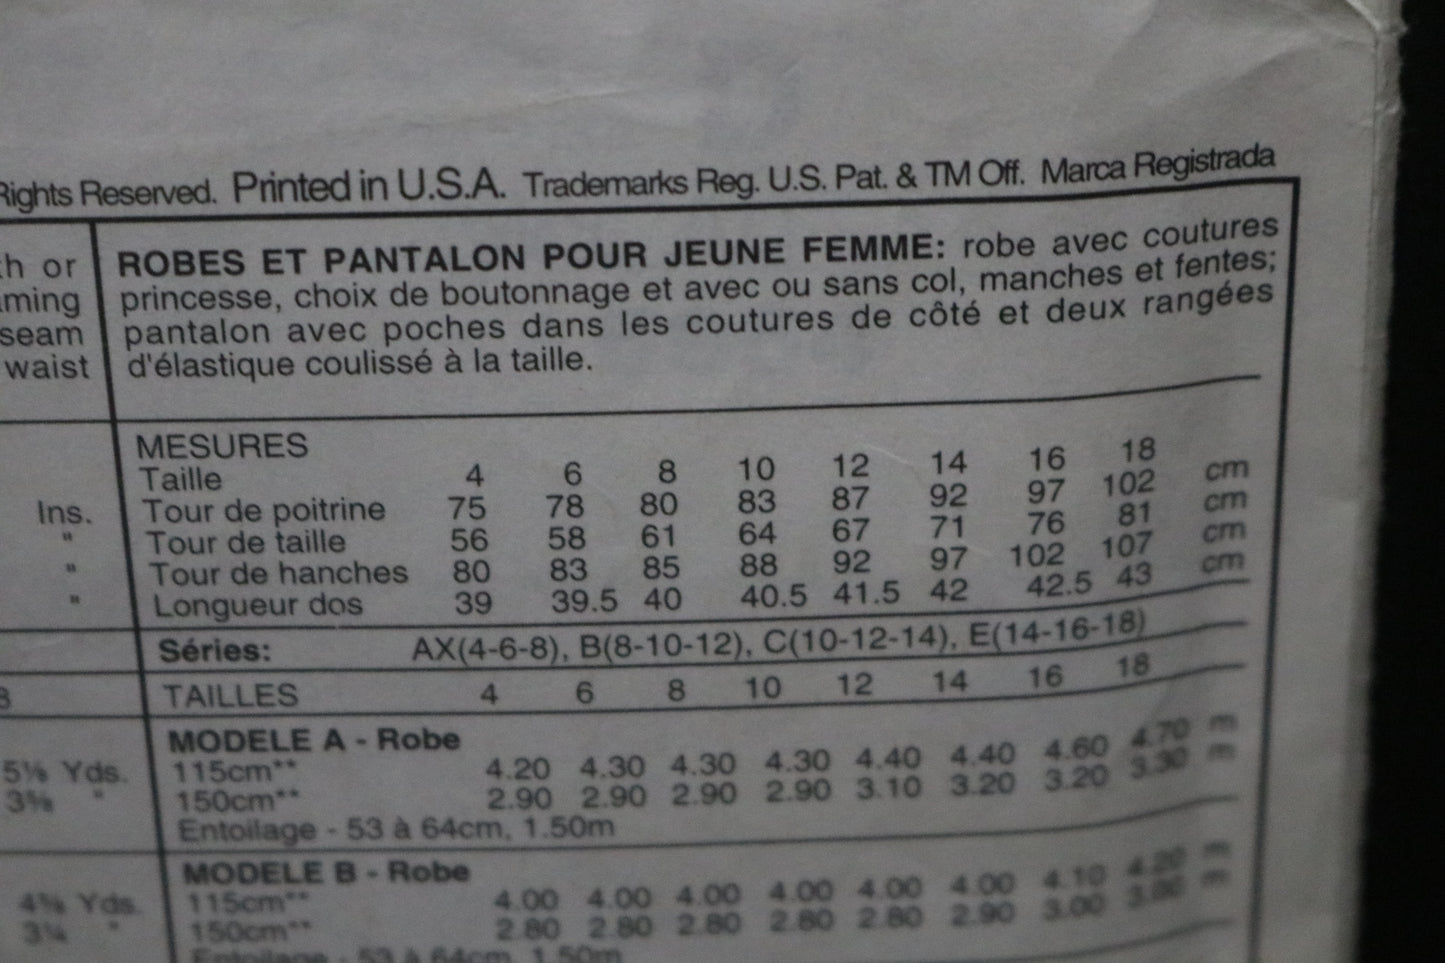 Rights Reserved. Printed in U.S.A. Trademarks Reg. U.S. Pat. & TM Off. Marca Registrada
or
seam
waist
ROBES ET PANTALON POUR JEUNE FEMME: robe avec coutures
princesse, choix de boutonnage et avec ou sans col, manches et fentes;
pantalon avec poches dans les coutures de côté et deux rangées
d'élastique coulissé à la taille.
MESURES
Taille 4 6 8 10 12 14 16 18
Ins. Tour de poitrine 75 78 80 83 87 92 97 102 cm
" Tour de taille 56 58 61 64 67 71 76 81 cm
" Tour de hanches 80 83 85 88 92 97 102 107 cm
" Longueur dos 39 39.5 40 40.5 41.5 42 42.5 43 cm
Séries: AX(4-6-8), B(8-10-12), C(10-12-14), E(14-16-18)
TAILLES 4 6 8 10 12 14 16 18
MODELE A - Robe
5⅛ Yds. 115cm** 4.20 4.30 4.30 4.30 4.40 4.40 4.60 4.70 m
3⅝ " 150cm** 2.90 2.90 2.90 2.90 3.10 3.20 3.20 3.30 m
Entoilage - 53 à 64cm, 1.50m
MODELE B - Robe
Yds. 115cm** 4.00 4.00 4.00 4.00 4.00 4.00 4.10 4.20 m
" 150cm** 2.80 2.80 2.80 2.80 2.80 2.90 3.00 m
Entoilage - 53 à 64cm, 1.50m